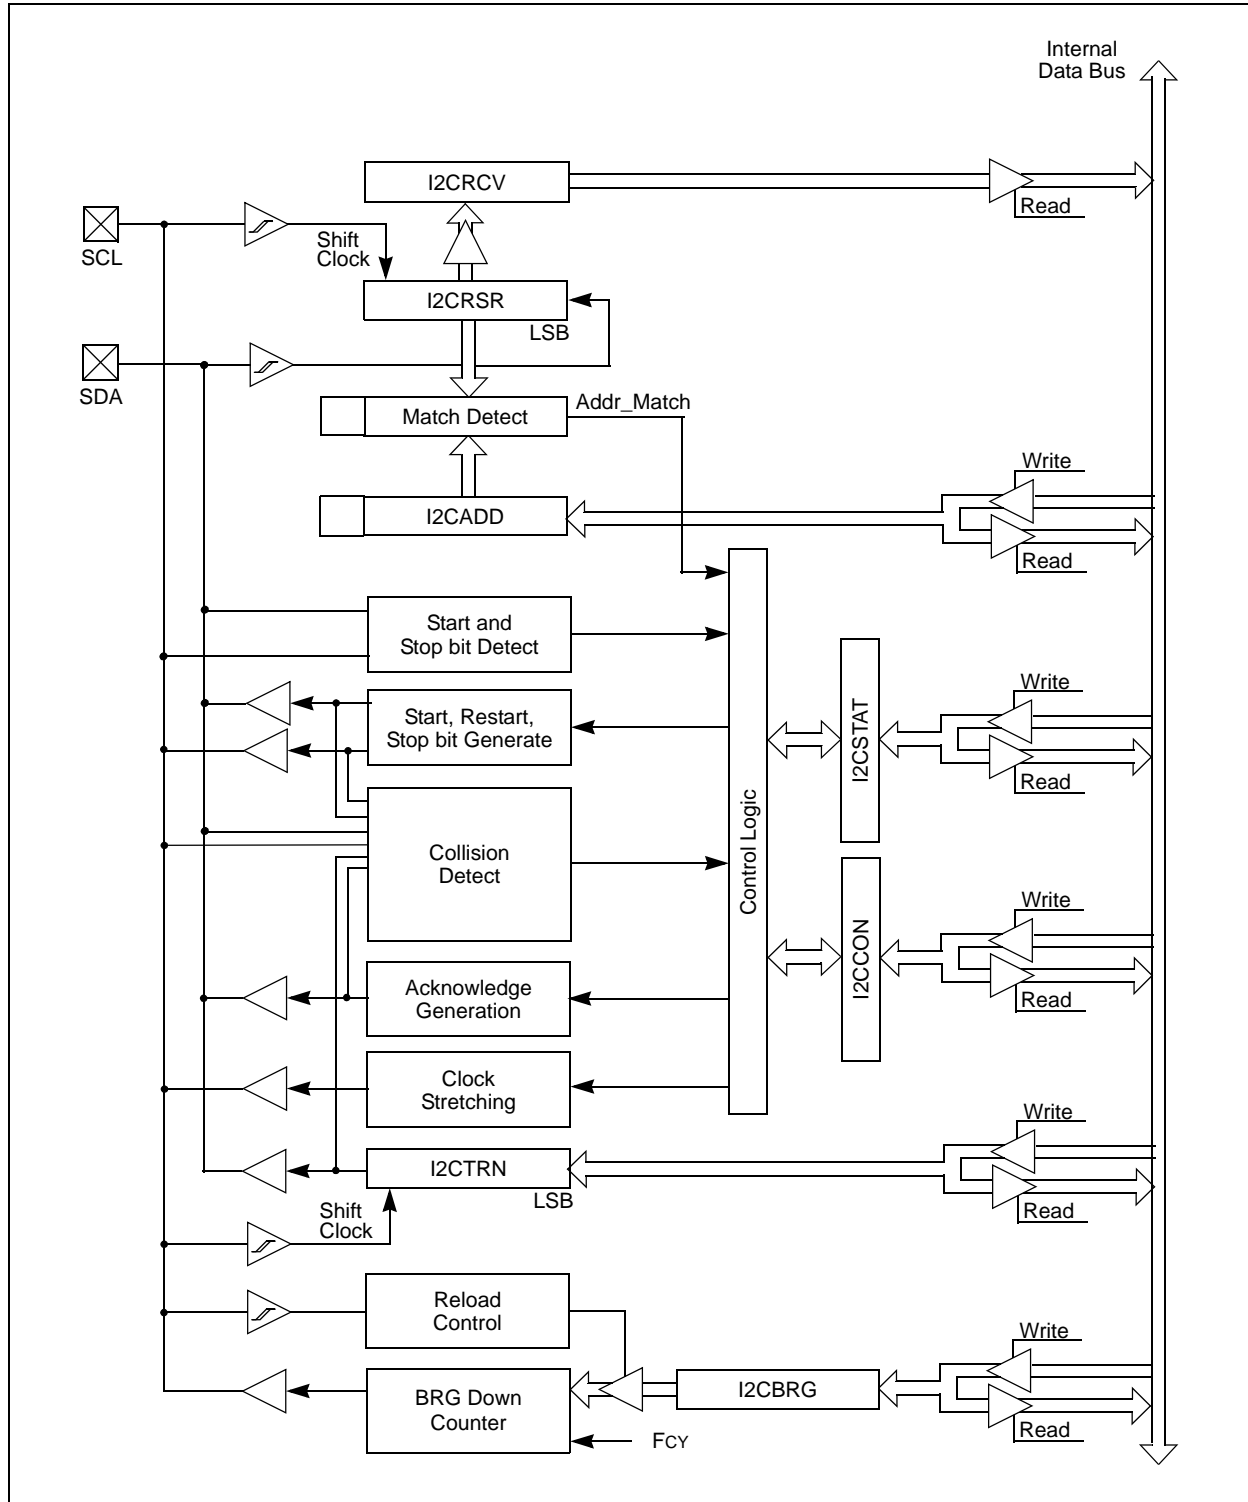 Internal
Data Bus
I2CRCV
Read
SCL
Shift
Clock
I2CRSR
LSB
SDA
Addr_Match
Match Detect
Write
I2CADD
Read
Start and
Stop bit Detect
Write
Start, Restart,
Stop bit Generate
I2CSTAT
Read
Control Logic
Collision
Detect
Write
I2CCON
Acknowledge
Generation
Read
Clock
Stretching
Write
I2CTRN
LSB
Shift
Clock
Read
Reload
Control
Write
I2CBRG
BRG Down
Counter
Read
FCY